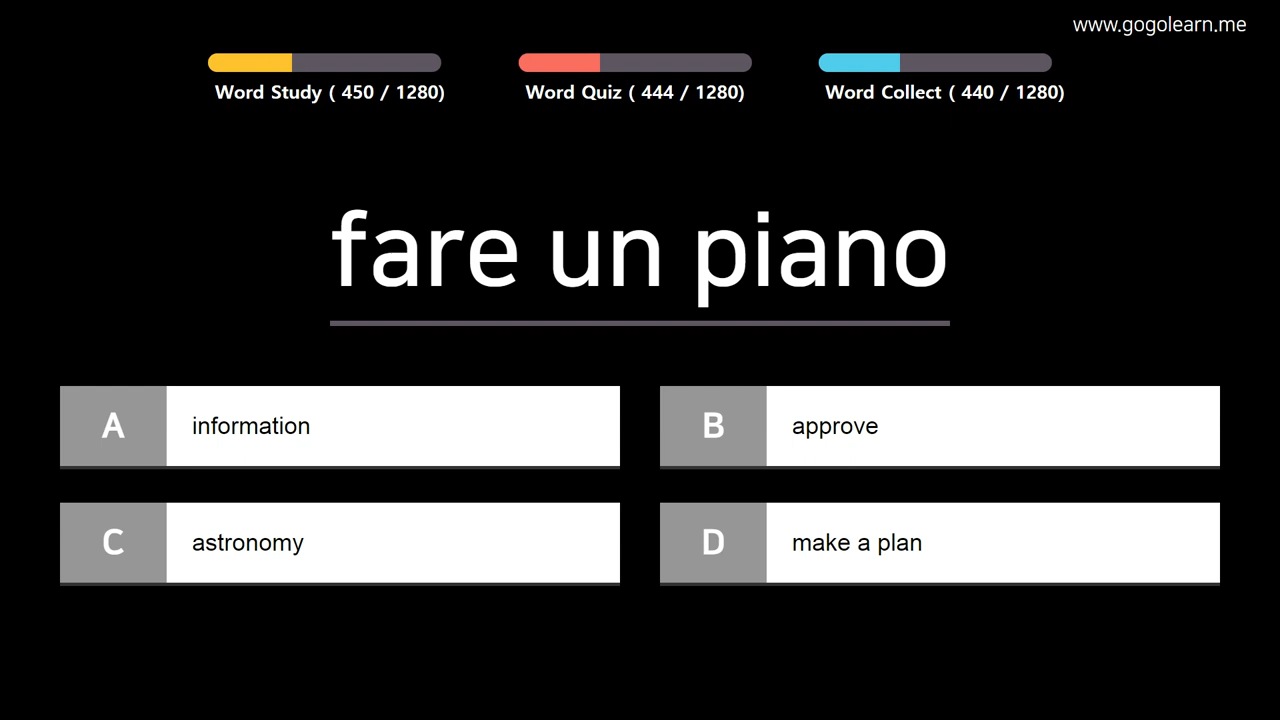 www.gogolearn.me
Word Study ( 450 / 1280)
Word Quiz ( 444 / 1280)
Word Collect ( 440 / 1280)
fare un piano
A information
B approve
C astronomy
D make a plan